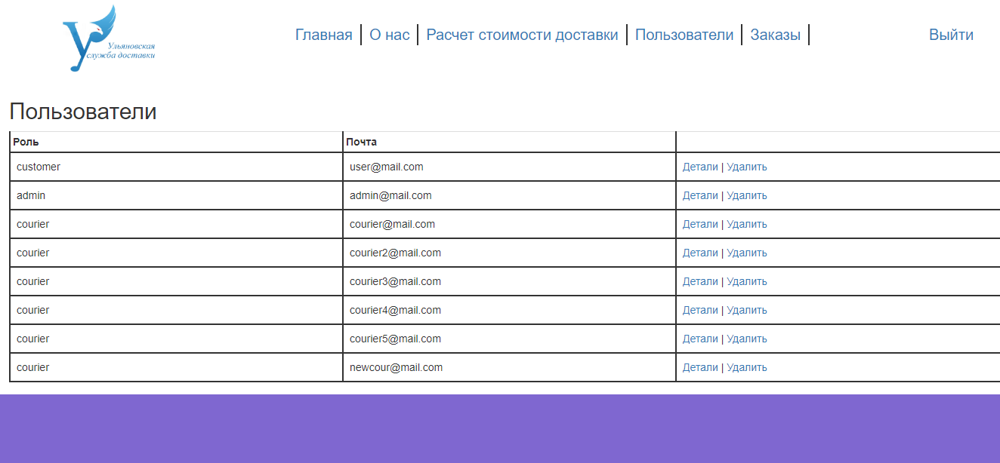 Ульяновская
служба доставки
Главная | О нас | Расчет стоимости доставки | Пользователи | Заказы | Выйти
Пользователи
Роль Почта
customer user@mail.com Детали | Удалить
admin admin@mail.com Детали | Удалить
courier courier@mail.com Детали | Удалить
courier courier2@mail.com Детали | Удалить
courier courier3@mail.com Детали | Удалить
courier courier4@mail.com Детали | Удалить
courier courier5@mail.com Детали | Удалить
courier newcour@mail.com Детали | Удалить